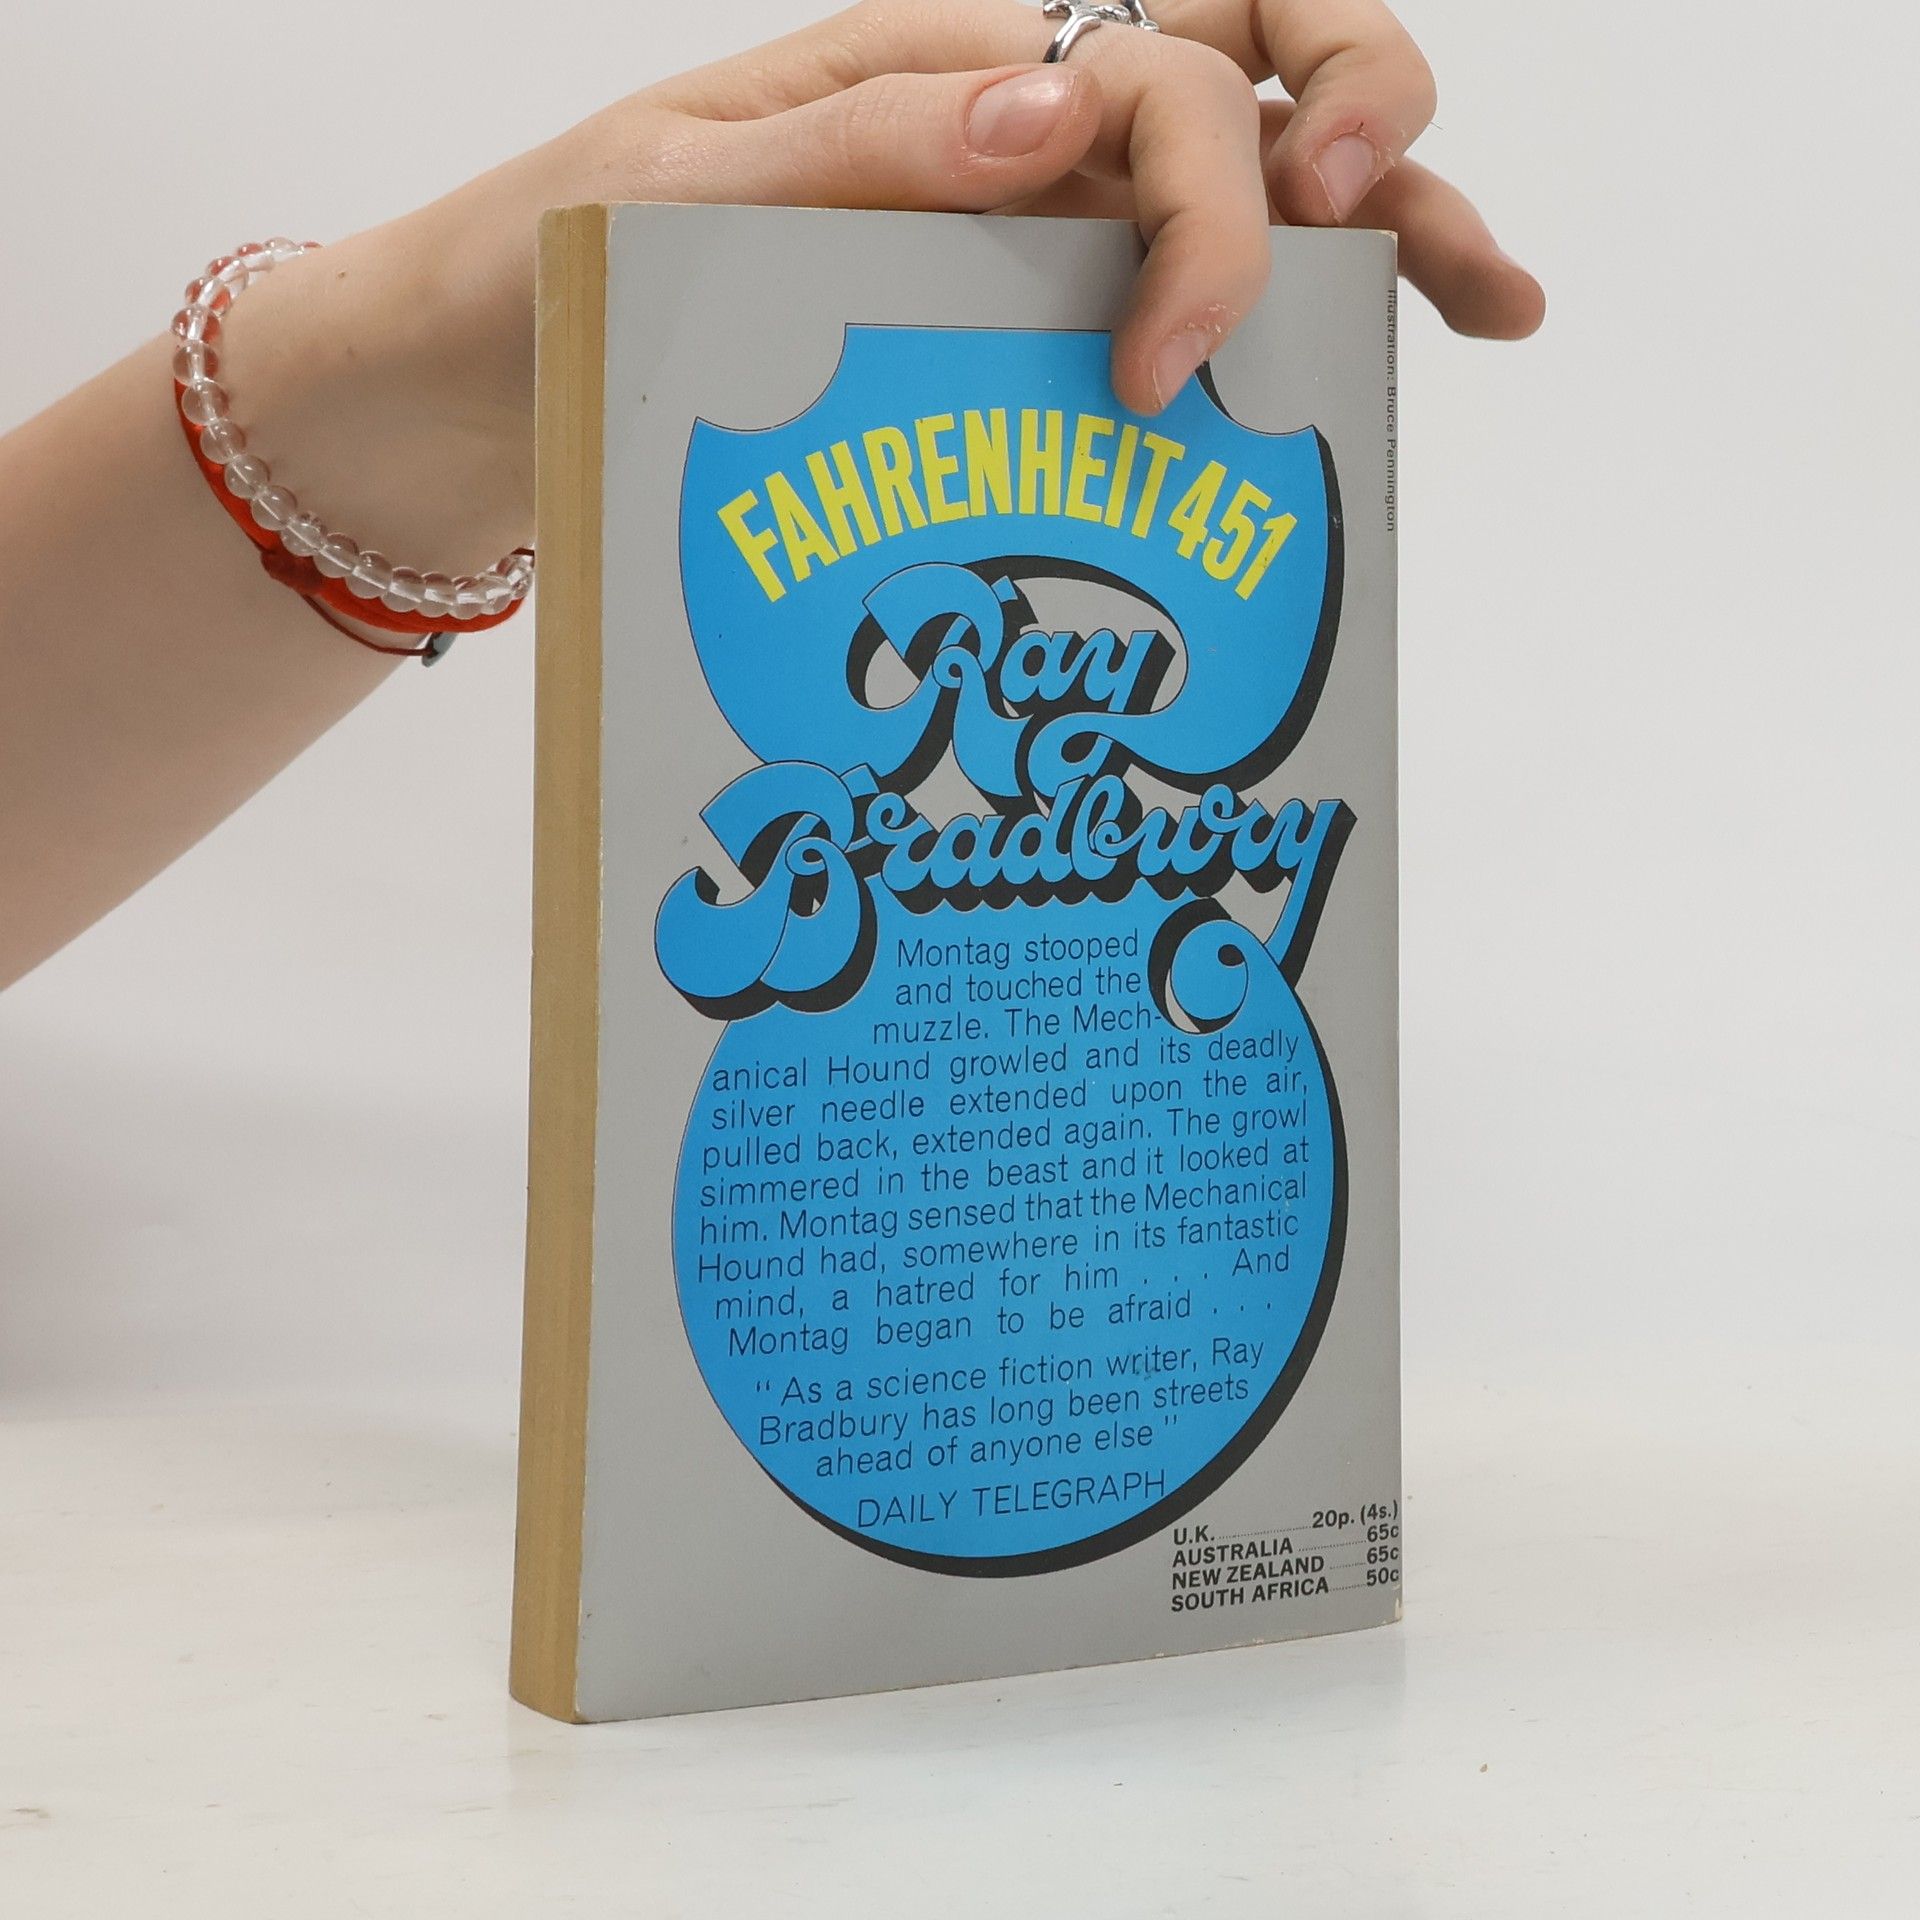 FAHRENHEIT 451
Ray
Bradbury
Montag stooped
and touched the
muzzle. The Mech-
anical Hound growled and its deadly
silver needle extended upon the air,
pulled back, extended again. The growl
simmered in the beast and it looked at
him. Montag sensed that the Mechanical
Hound had, somewhere in its fantastic
mind, a hatred for him . . . And
Montag began to be afraid . . .
“As a science fiction writer, Ray
Bradbury has long been streets
ahead of anyone else”
DAILY TELEGRAPH
U.K. 20p. (4s.)
AUSTRALIA 65c
NEW ZEALAND 65c
SOUTH AFRICA 50c
Illustration: Bruce Pennington